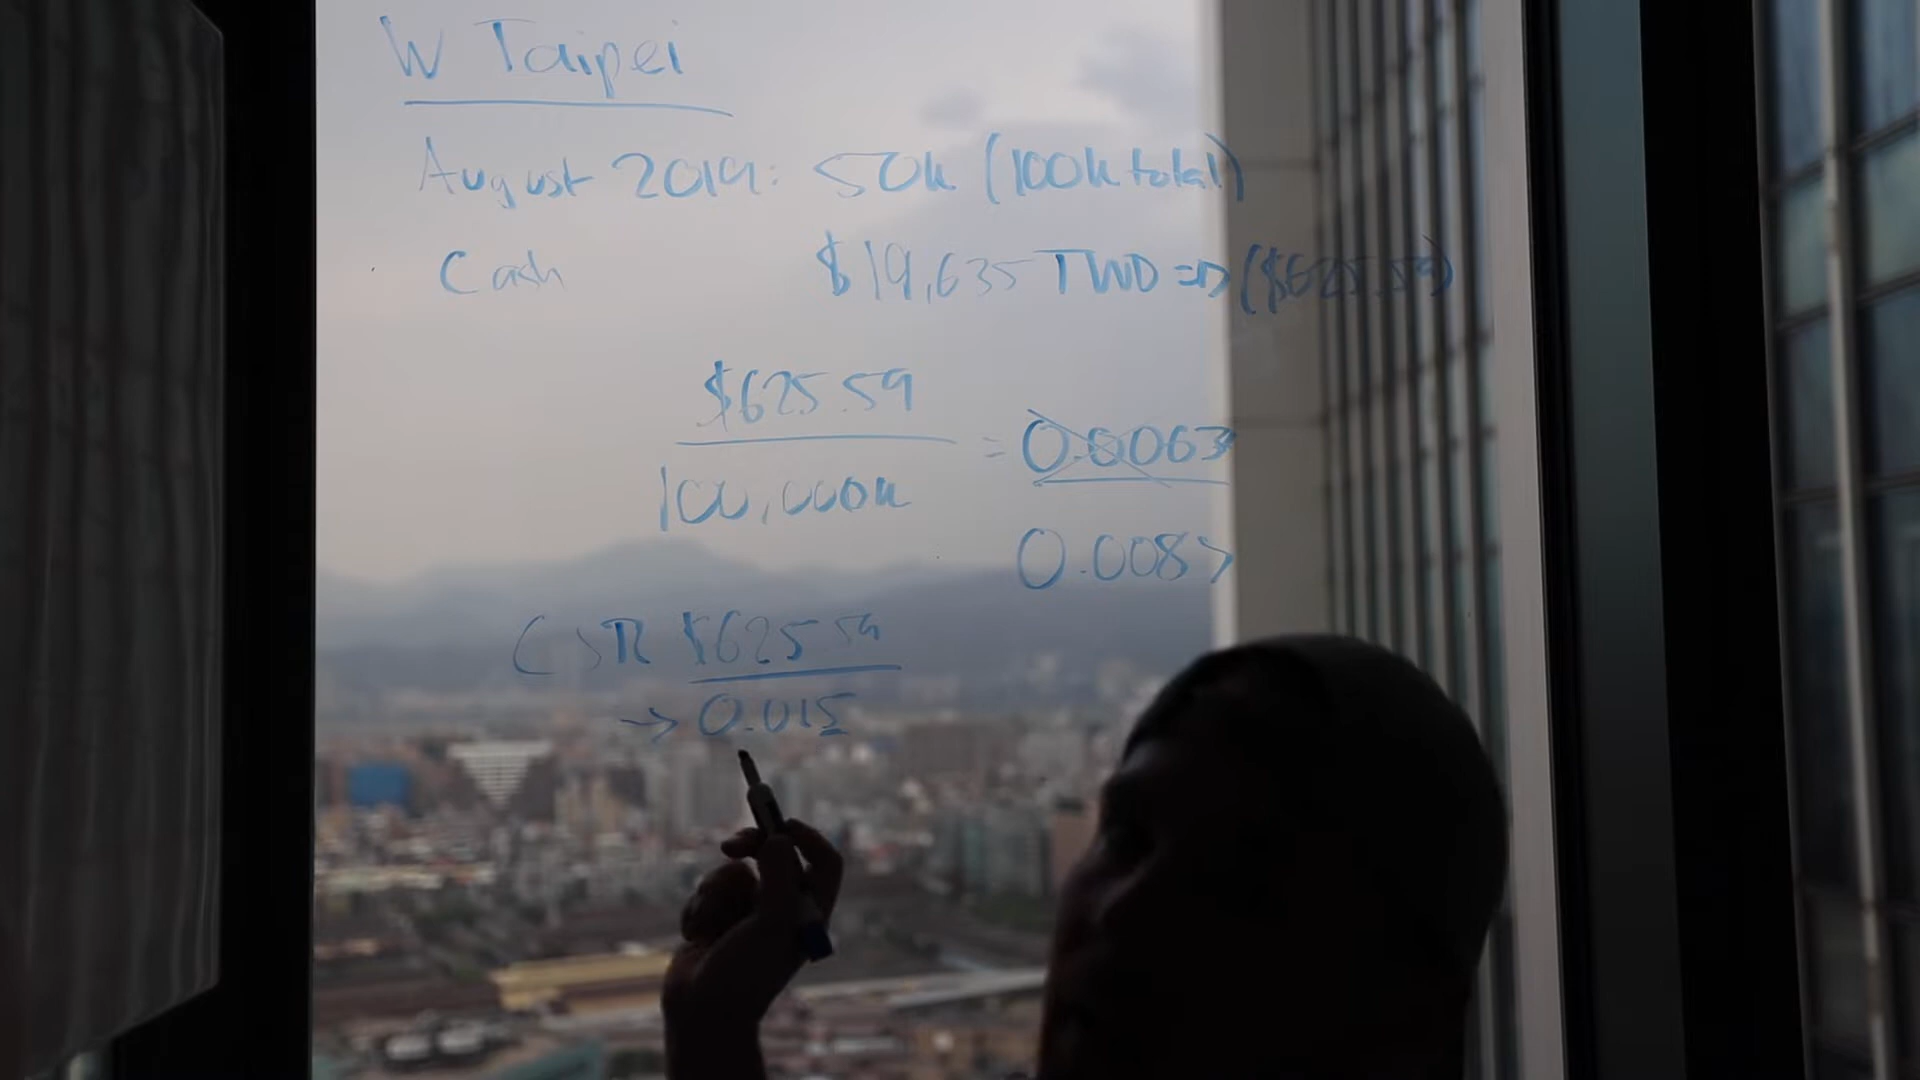 W Taipei
August 2019: 50k (100k total)
Cash $19,635 TWD => ($625.59)
$625.59
100,000k
= 0.0063
0.0087
CSR $625.59
→ 0.015